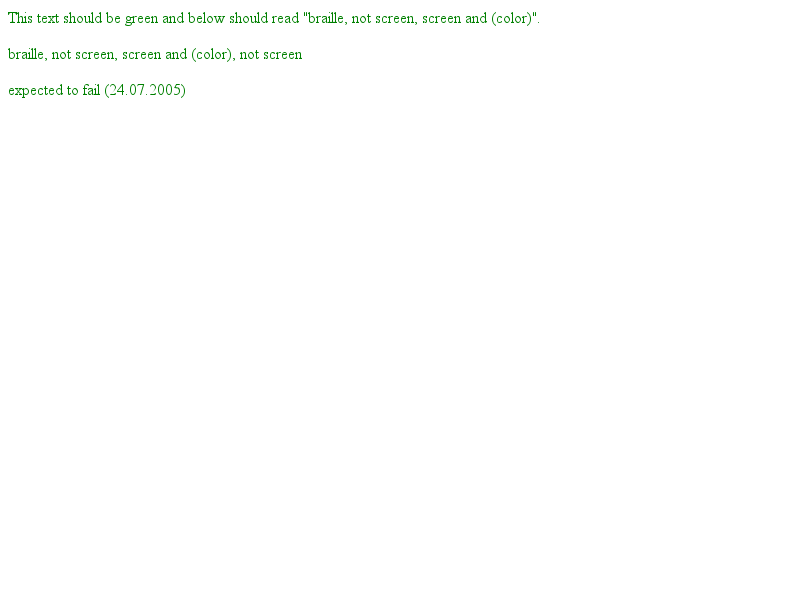 This text should be green and below should read "braille, not screen, screen and (color)".
braille, not screen, screen and (color), not screen
expected to fail (24.07.2005)